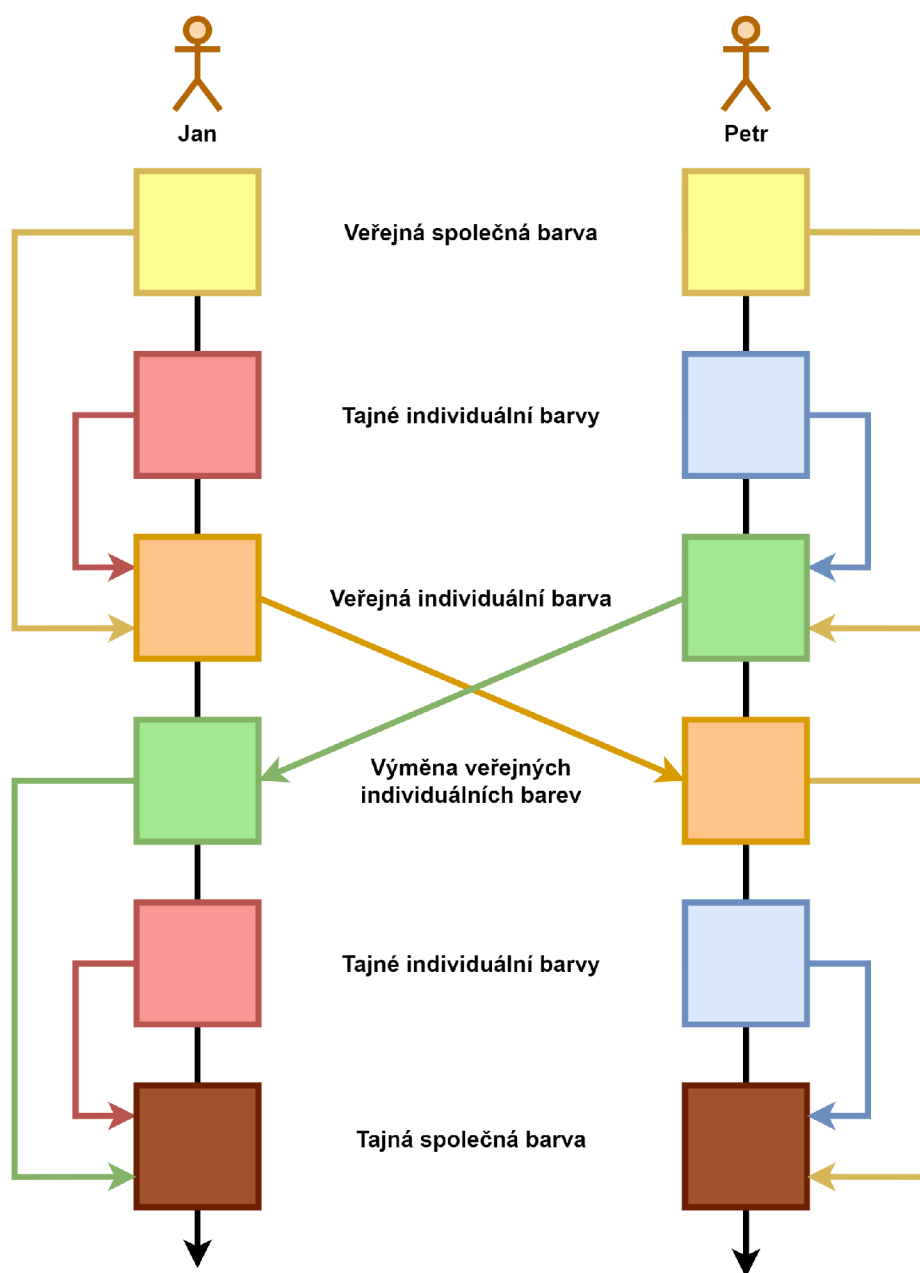 Jan
Petr
Veřejná společná barva
Tajné individuální barvy
Veřejná individuální barva
Výměna veřejných
individuálních barev
Tajné individuální barvy
Tajná společná barva